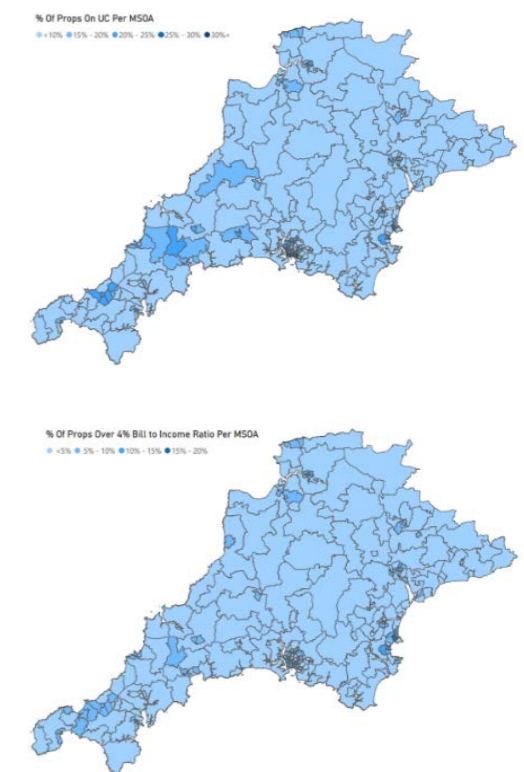 % Of Props On UC Per MSOA
<10% 15% - 20% 20% - 25% 25% - 30% 30%+
% Of Props Over 4% Bill to Income Ratio Per MSOA
<5% 5% - 10% 10% - 15% 15% - 20%